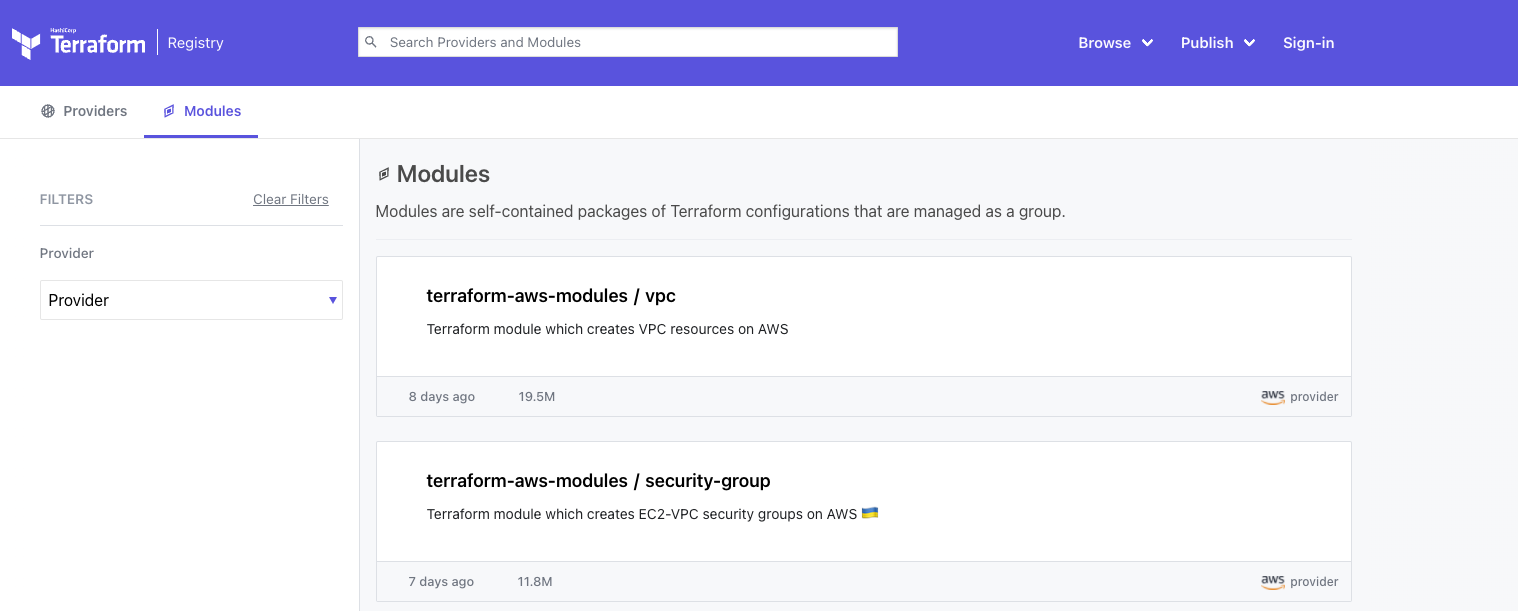 HashiCorp
Terraform Registry
Search Providers and Modules
Browse Publish Sign-in
Providers Modules
FILTERS Clear Filters
Provider
Provider
Modules
Modules are self-contained packages of Terraform configurations that are managed as a group.
terraform-aws-modules / vpc
Terraform module which creates VPC resources on AWS
8 days ago 19.5M aws provider
terraform-aws-modules / security-group
Terraform module which creates EC2-VPC security groups on AWS 🇺🇦
7 days ago 11.8M aws provider